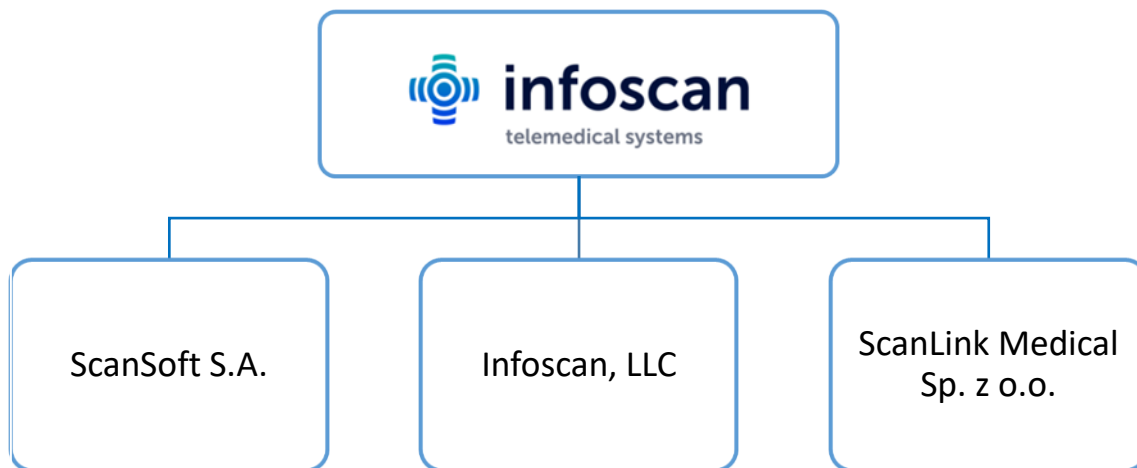 infoscan
telemedical systems
ScanSoft S.A.
Infoscan, LLC
ScanLink Medical
Sp. z o.o.